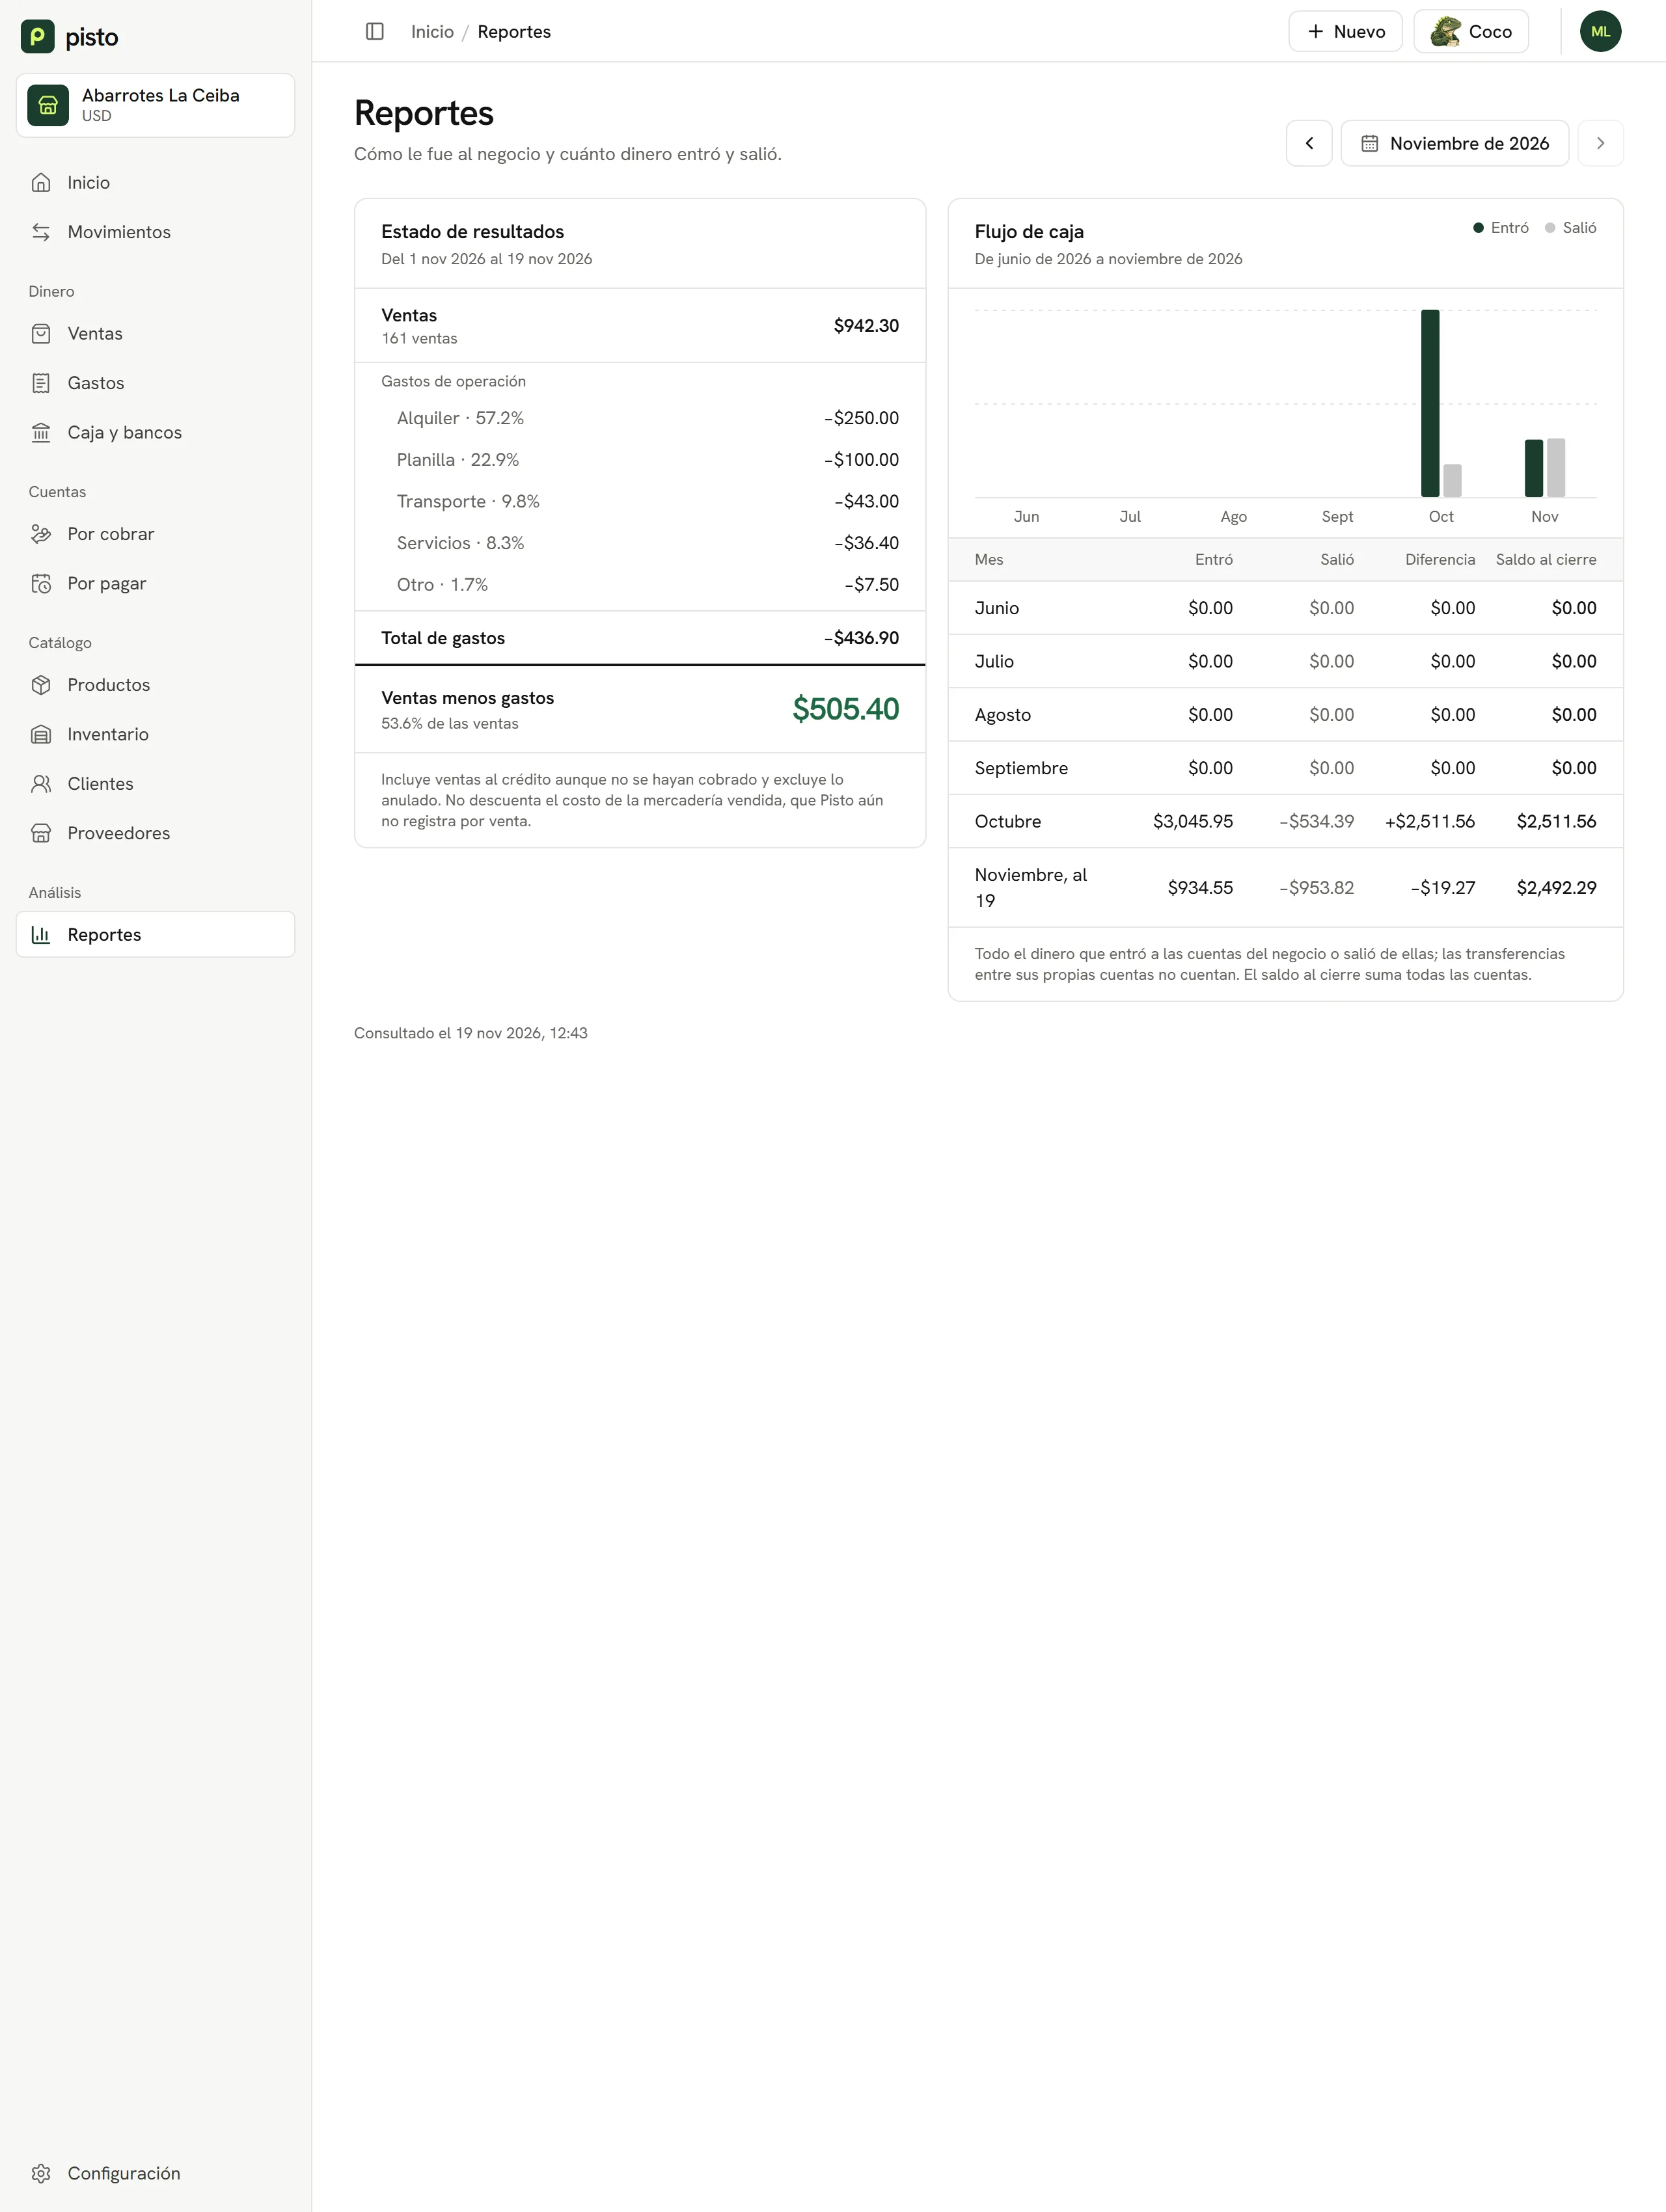 pisto
Abarrotes La Ceiba
USD
Inicio
Movimientos
Dinero
Ventas
Gastos
Caja y bancos
Cuentas
Por cobrar
Por pagar
Catálogo
Productos
Inventario
Clientes
Proveedores
Análisis
Reportes
Configuración
Inicio / Reportes
Nuevo
Coco
ML
Reportes
Cómo le fue al negocio y cuánto dinero entró y salió.
Noviembre de 2026
Estado de resultados
Del 1 nov 2026 al 19 nov 2026
Ventas
161 ventas
$942.30
Gastos de operación
Alquiler · 57.2% −$250.00
Planilla · 22.9% −$100.00
Transporte · 9.8% −$43.00
Servicios · 8.3% −$36.40
Otro · 1.7% −$7.50
Total de gastos −$436.90
Ventas menos gastos
53.6% de las ventas
$505.40
Incluye ventas al crédito aunque no se hayan cobrado y excluye lo
anulado. No descuenta el costo de la mercadería vendida, que Pisto aún
no registra por venta.
Flujo de caja
De junio de 2026 a noviembre de 2026
Entró Salió
Jun Jul Ago Sept Oct Nov
Mes Entró Salió Diferencia Saldo al cierre
Junio $0.00 $0.00 $0.00 $0.00
Julio $0.00 $0.00 $0.00 $0.00
Agosto $0.00 $0.00 $0.00 $0.00
Septiembre $0.00 $0.00 $0.00 $0.00
Octubre $3,045.95 −$534.39 +$2,511.56 $2,511.56
Noviembre, al
19
$934.55 −$953.82 −$19.27 $2,492.29
Todo el dinero que entró a las cuentas del negocio o salió de ellas; las transferencias
entre sus propias cuentas no cuentan. El saldo al cierre suma todas las cuentas.
Consultado el 19 nov 2026, 12:43